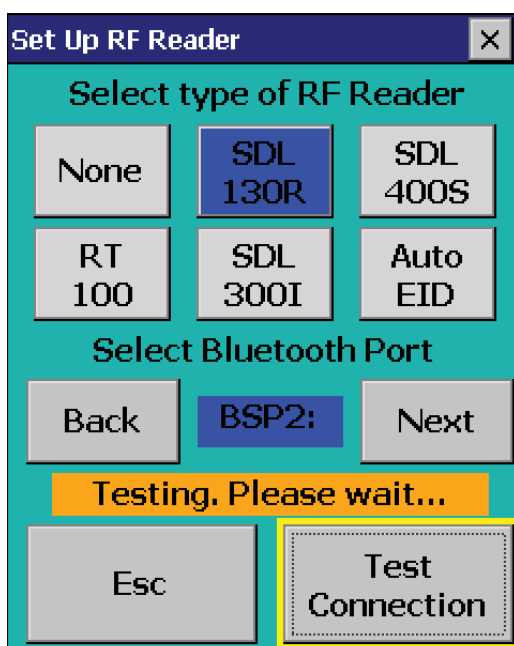 Set Up RF Reader
Select type of RF Reader
None
SDL
130R
SDL
400S
RT
100
SDL
300I
Auto
EID
Select Bluetooth Port
Back
BSP2:
Next
Testing. Please wait...
Esc
Test
Connection